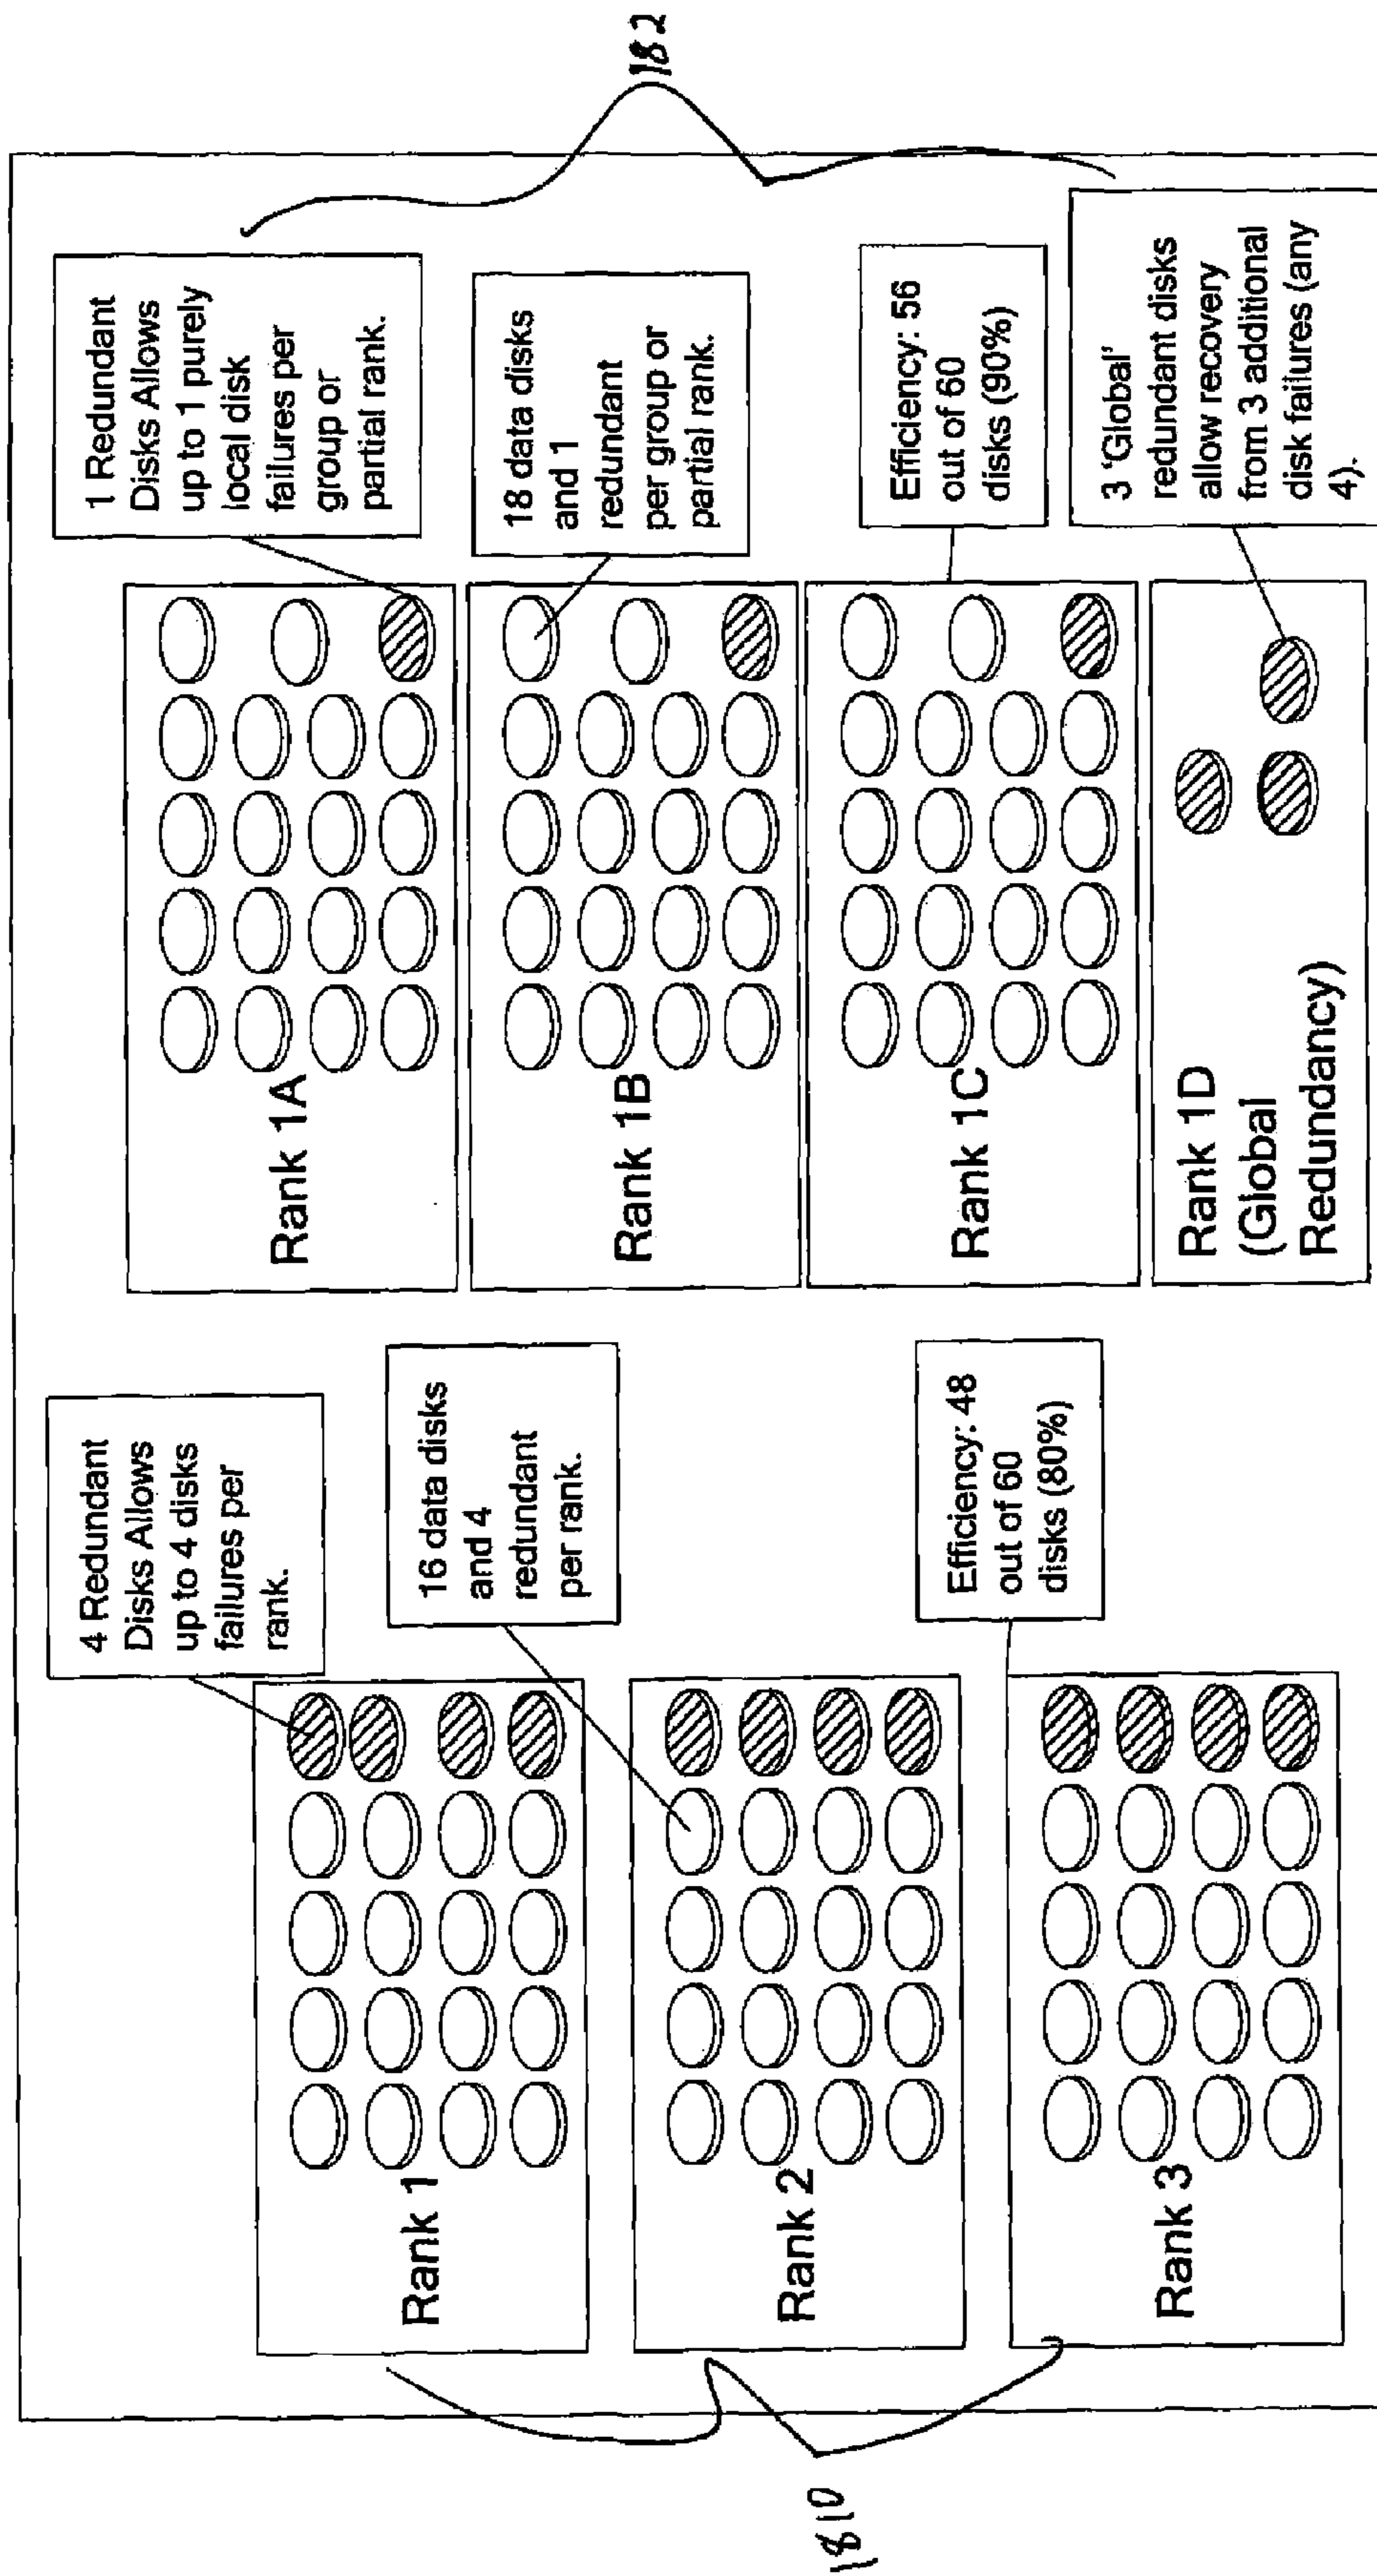 4 Redundant
Disks Allows
up to 4 disks
failures per
rank.
16 data disks
and 4
redundant
per rank.
Efficiency: 48
out of 60
disks (80%)
Rank 1
Rank 2
Rank 3
1810
1 Redundant
Disks Allows
up to 1 purely
local disk
failures per
group or
partial rank.
18 data disks
and 1
redundant
per group or
partial rank.
Efficiency: 56
out of 60
disks (90%)
3 'Global'
redundant disks
allow recovery
from 3 additional
disk failures (any
4).
Rank 1A
Rank 1B
Rank 1C
Rank 1D
(Global
Redundancy)
182